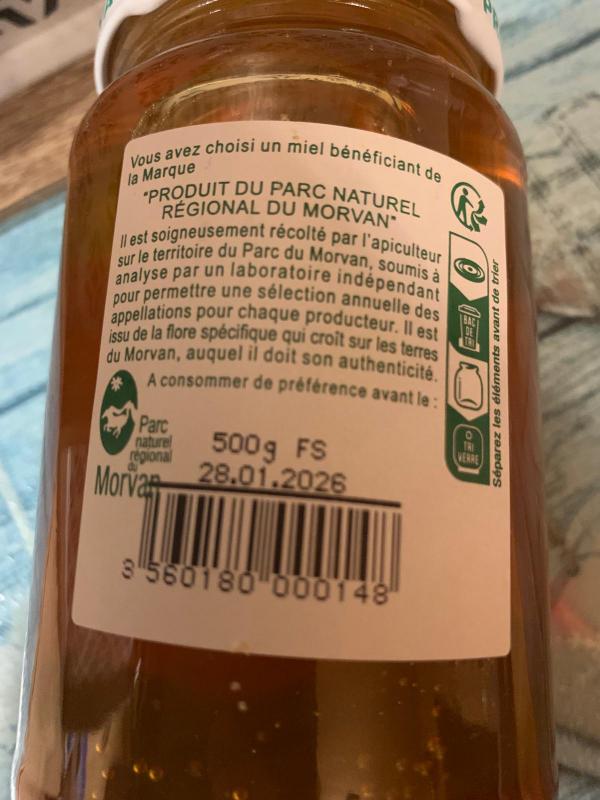 Vous avez choisi un miel bénéficiant de
la Marque
"PRODUIT DU PARC NATUREL
RÉGIONAL DU MORVAN"
Il est soigneusement récolté par l'apiculteur
sur le territoire du Parc du Morvan, soumis à
analyse par un laboratoire indépendant
pour permettre une sélection annuelle des
appellations pour chaque producteur. Il est
issu de la flore spécifique qui croît sur les terres
du Morvan, auquel il doit son authenticité.
A consommer de préférence avant le :
Parc
naturel
régional
du
Morvan
500g FS
28.01.2026
3 560180 000148
BAC
DE
TRI
TRI
VERRE
Séparez les éléments avant de trier